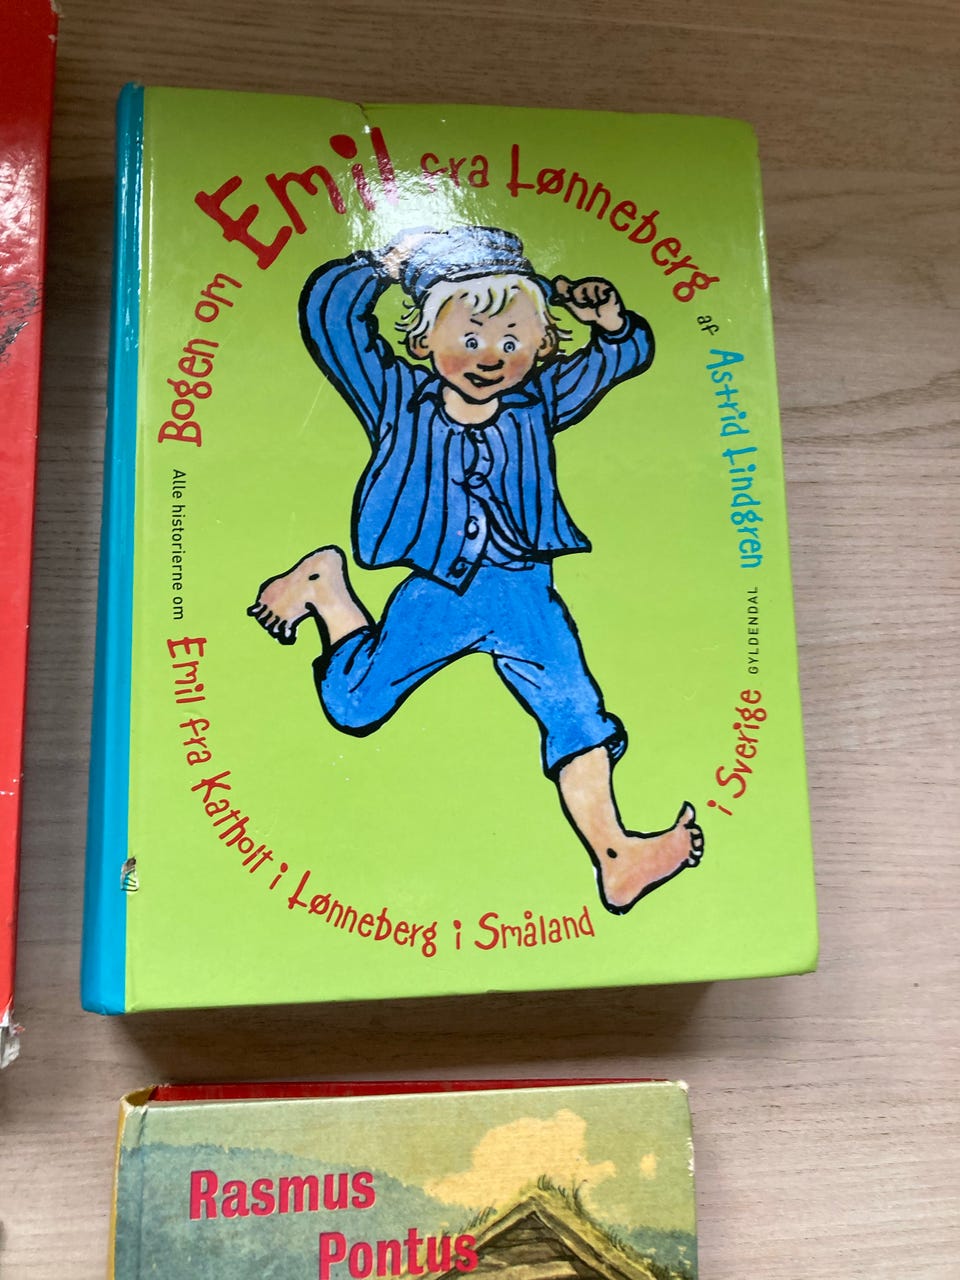 Bogen om Emil fra Lønneberg
af Astrid Lindgren
GYLDENDAL
Alle historierne om
Emil fra Katholt i Lønneberg i Småland
i Sverige
Rasmus
Pontus